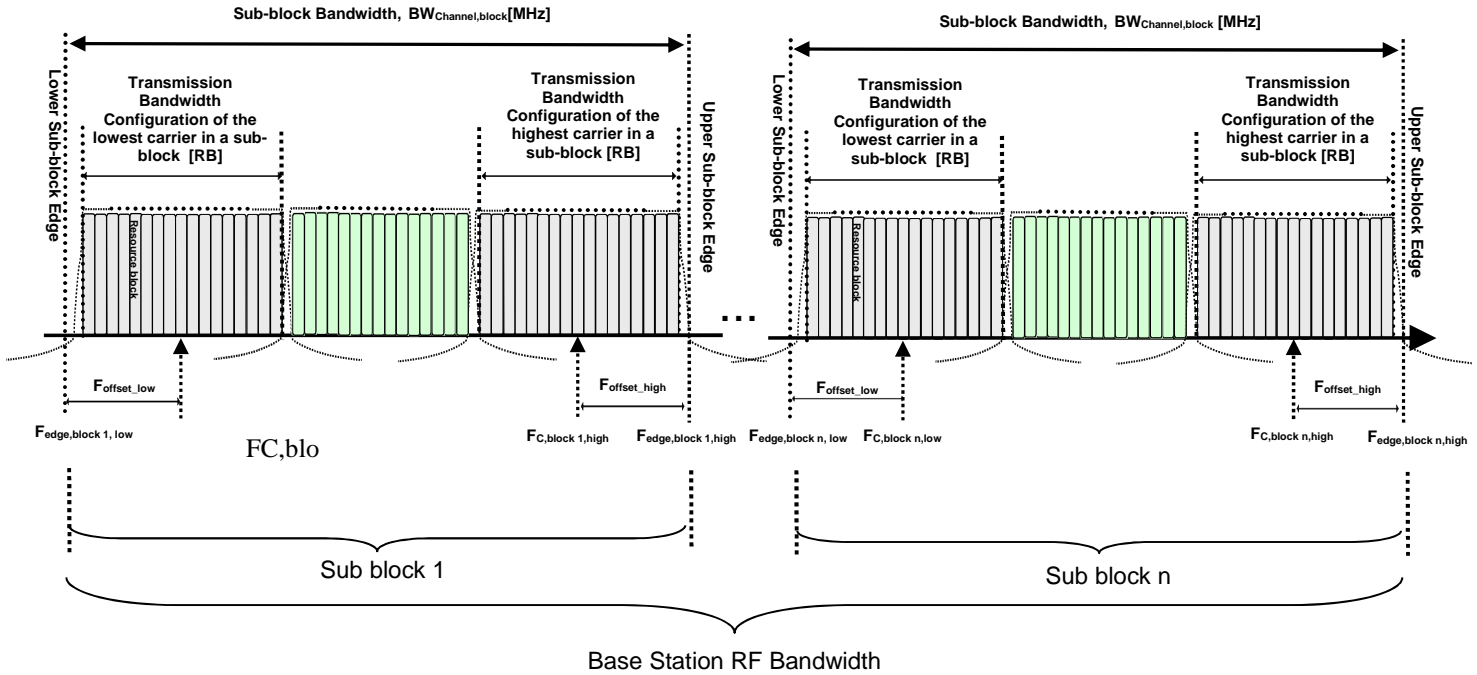 Sub-block Bandwidth, BWChannel,block[MHz]
Lower Sub-block Edge
Transmission
Bandwidth
Configuration of the
lowest carrier in a sub-
block [RB]
Transmission
Bandwidth
Configuration of the
highest carrier in a
sub-block [RB]
Upper Sub-block Edge
Resource block
Foffset_low
Foffset_high
Fedge,block 1, low
FC,blo
FC,block 1,high
Fedge,block 1,high
...
Sub-block Bandwidth, BWChannel,block [MHz]
Lower Sub-block Edge
Transmission
Bandwidth
Configuration of the
lowest carrier in a
sub-block [RB]
Transmission
Bandwidth
Configuration of the
highest carrier in a
sub-block [RB]
Upper Sub-block Edge
Resource block
Foffset_low
Foffset_high
Fedge,block n, low
FC,block n,low
FC,block n,high
Fedge,block n,high
Sub block 1
Sub block n
Base Station RF Bandwidth